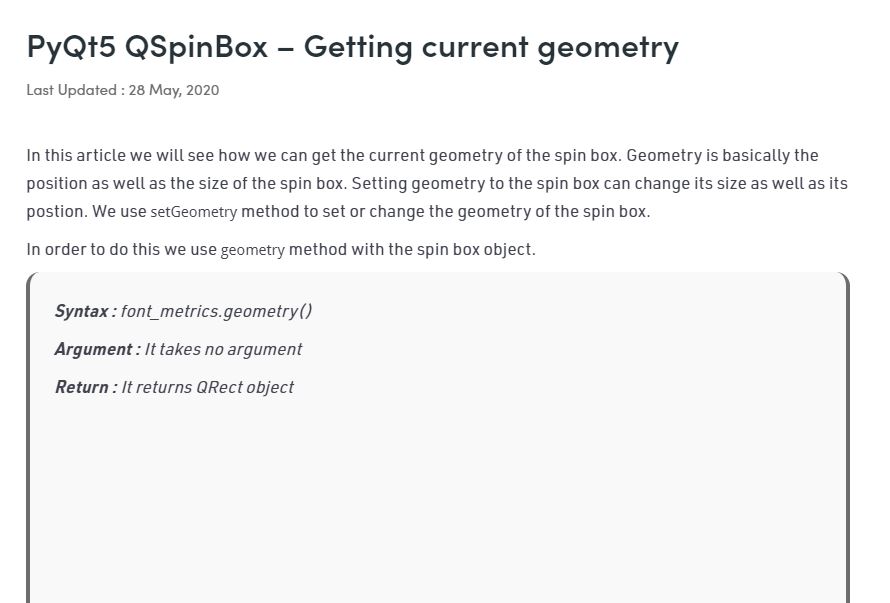 PyQt5 QSpinBox – Getting current geometry
Last Updated : 28 May, 2020
In this article we will see how we can get the current geometry of the spin box. Geometry is basically the
position as well as the size of the spin box. Setting geometry to the spin box can change its size as well as its
postion. We use setGeometry method to set or change the geometry of the spin box.
In order to do this we use geometry method with the spin box object.
Syntax : font_metrics.geometry()
Argument : It takes no argument
Return : It returns QRect object